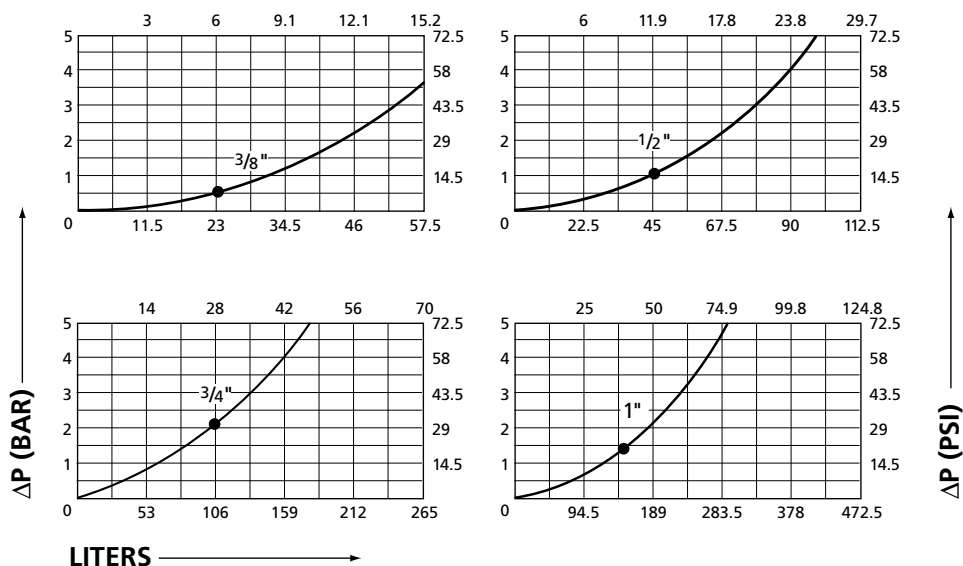 3 6 9.1 12.1 15.2
5 72.5
4 58
3 43.5
2 29
3/8"
1 14.5
0
11.5 23 34.5 46 57.5
6 11.9 17.8 23.8 29.7
5 72.5
4 58
3 43.5
2 29
1/2"
1 14.5
0
22.5 45 67.5 90 112.5
14 28 42 56 70
5 72.5
4 58
3 43.5
3/4"
2 29
1 14.5
0
53 106 159 212 265
25 50 74.9 99.8 124.8
5 72.5
4 58
3 43.5
1"
2 29
1 14.5
0
94.5 189 283.5 378 472.5
ΔP (BAR)
ΔP (PSI)
LITERS